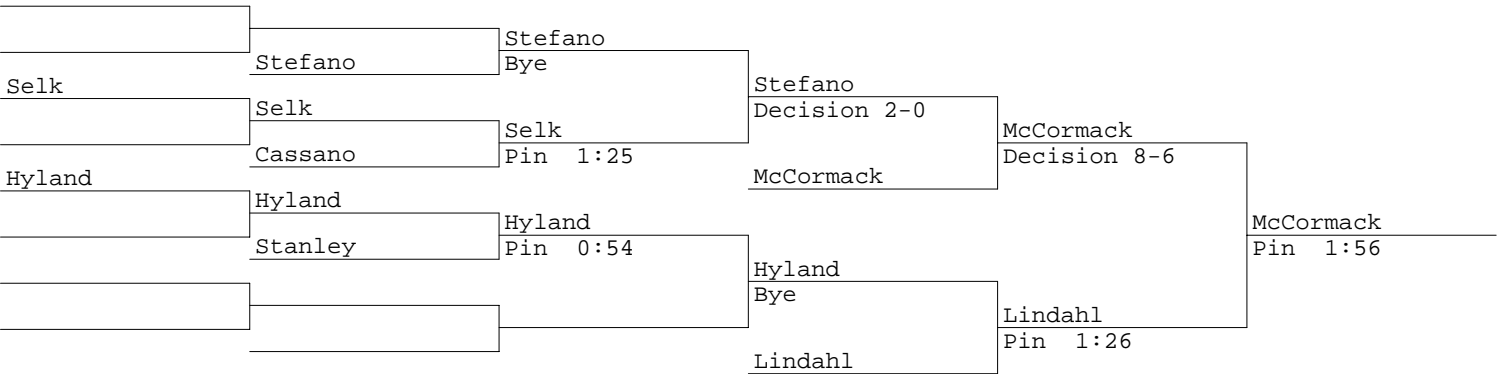 Stefano
Stefano
Bye
Selk
Stefano
Selk
Decision 2-0
Selk
McCormack
Cassano
Pin 1:25
Decision 8-6
Hyland
McCormack
Hyland
Hyland
McCormack
Stanley
Pin 0:54
Pin 1:56
Hyland
Bye
Lindahl
Pin 1:26
Lindahl